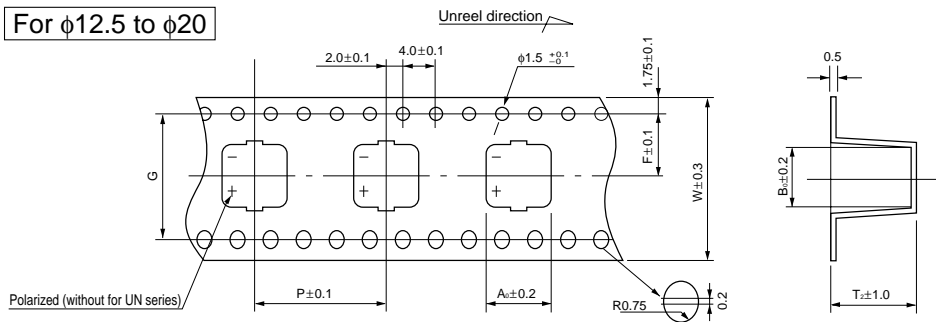 For ϕ12.5 to ϕ20
Unreel direction
2.0±0.1
4.0±0.1
ϕ1.5 +0.1 −0
1.75±0.1
0.5
G
F±0.1
W±0.3
B₀±0.2
−
+
−
+
−
+
Polarized (without for UN series)
P±0.1
A₀±0.2
R0.75
0.2
T₂±1.0